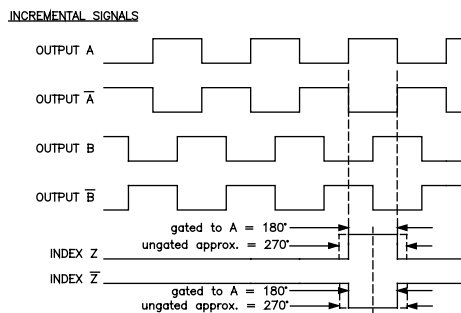 INCREMENTAL SIGNALS
OUTPUT A
OUTPUT A̅
OUTPUT B
OUTPUT B̅
gated to A = 180°
ungated approx. = 270°
INDEX Z
INDEX Z̅
gated to A = 180°
ungated approx. = 270°